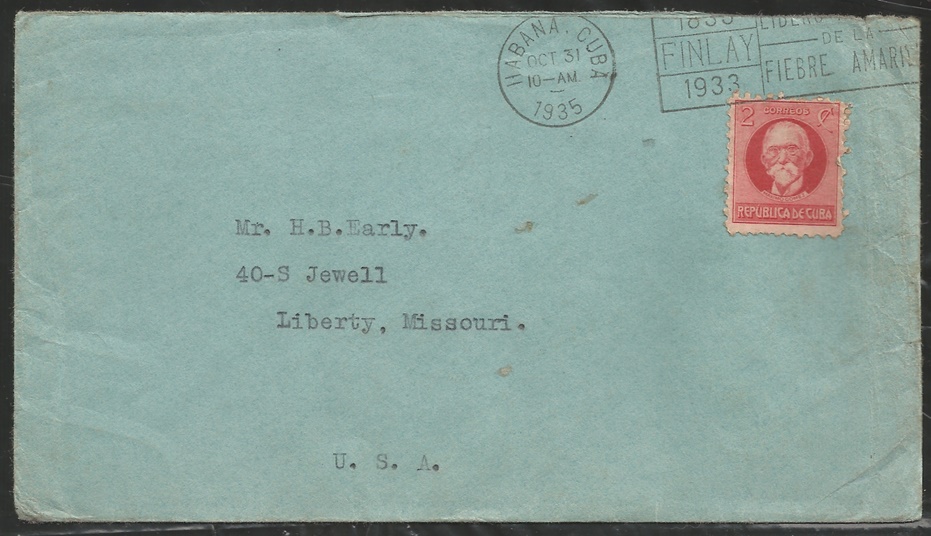 HABANA. CUBA
OCT 31
10-AM.
1935
1833
FINLAY
1933
DE LA
FIEBRE
2 CORREOS ¢
REPUBLICA DE CUBA
Mr. H.B.Early.
40-S Jewell
Liberty, Missouri.
U. S. A.